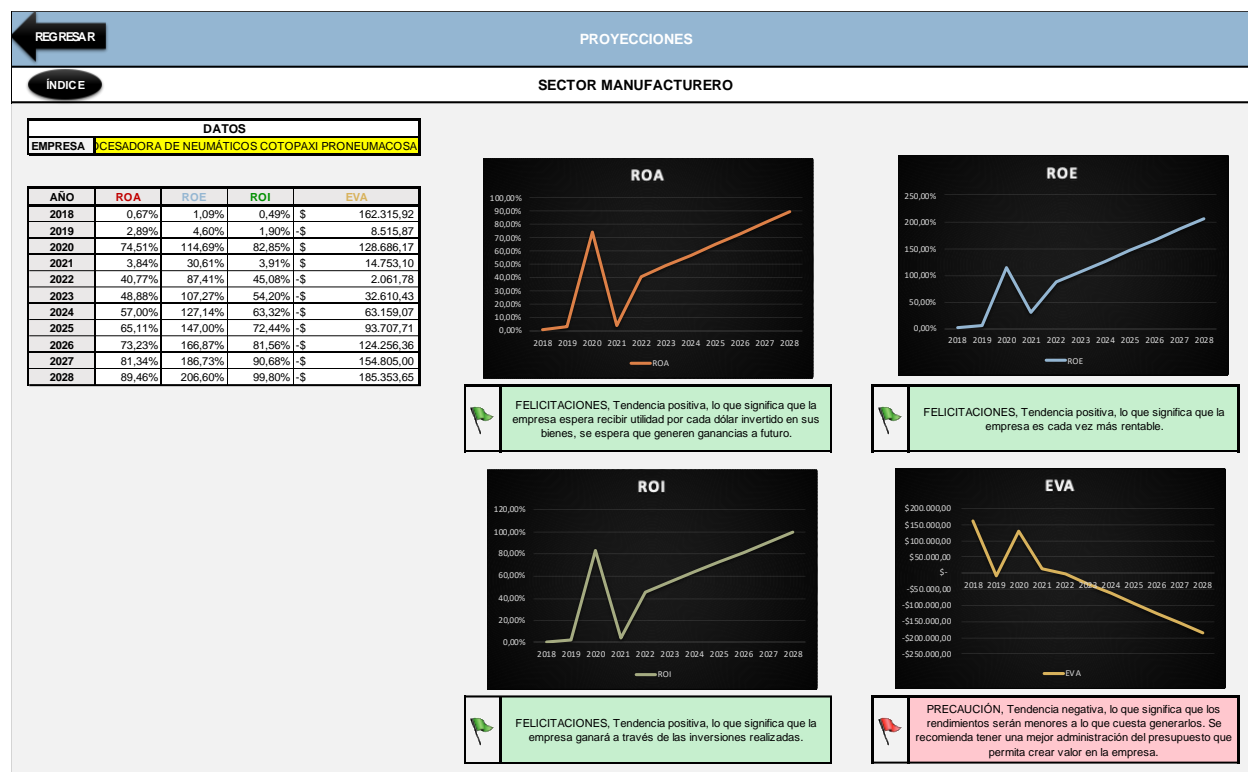 REGRESAR
PROYECCIONES
ÍNDICE
SECTOR MANUFACTURERO
DATOS
EMPRESA OCESADORA DE NEUMÁTICOS COTOPAXI PRONEUMACOSA
AÑO ROA ROE ROI EVA
2018 0,67% 1,09% 0,49% $ 162.315,92
2019 2,89% 4,60% 1,90% -$ 8.515,87
2020 74,51% 114,69% 82,85% $ 128.686,17
2021 3,84% 30,61% 3,91% $ 14.753,10
2022 40,77% 87,41% 45,08% -$ 2.061,78
2023 48,88% 107,27% 54,20% -$ 32.610,43
2024 57,00% 127,14% 63,32% -$ 63.159,07
2025 65,11% 147,00% 72,44% -$ 93.707,71
2026 73,23% 166,87% 81,56% -$ 124.256,36
2027 81,34% 186,73% 90,68% -$ 154.805,00
2028 89,46% 206,60% 99,80% -$ 185.353,65
ROA
100,00%
90,00%
80,00%
70,00%
60,00%
50,00%
40,00%
30,00%
20,00%
10,00%
0,00%
2018 2019 2020 2021 2022 2023 2024 2025 2026 2027 2028
ROA
FELICITACIONES, Tendencia positiva, lo que significa que la
empresa espera recibir utilidad por cada dólar invertido en sus
bienes, se espera que generen ganancias a futuro.
ROE
250,00%
200,00%
150,00%
100,00%
50,00%
0,00%
2018 2019 2020 2021 2022 2023 2024 2025 2026 2027 2028
ROE
FELICITACIONES, Tendencia positiva, lo que significa que la
empresa es cada vez más rentable.
ROI
120,00%
100,00%
80,00%
60,00%
40,00%
20,00%
0,00%
2018 2019 2020 2021 2022 2023 2024 2025 2026 2027 2028
ROI
FELICITACIONES, Tendencia positiva, lo que significa que la
empresa ganará a través de las inversiones realizadas.
EVA
$200.000,00
$150.000,00
$100.000,00
$50.000,00
$-
-$50.000,00
-$100.000,00
-$150.000,00
-$200.000,00
-$250.000,00
2018 2019 2020 2021 2022 2023 2024 2025 2026 2027 2028
EVA
PRECAUCIÓN, Tendencia negativa, lo que significa que los
rendimientos serán menores a lo que cuesta generarlos. Se
recomienda tener una mejor administración del presupuesto que
permita crear valor en la empresa.